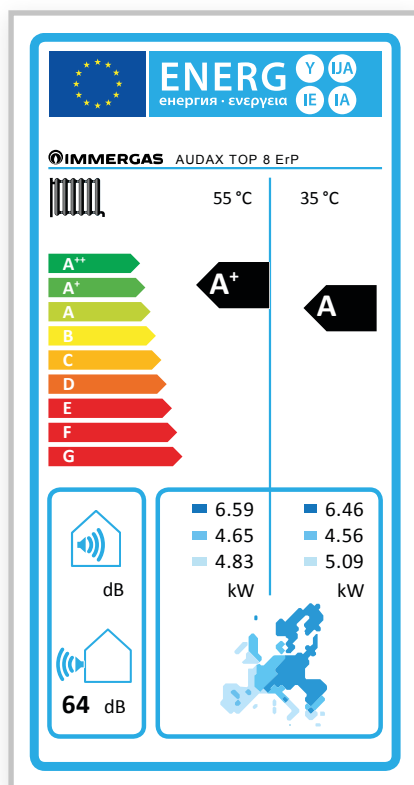 ENERG Y IJA
енергия · ενεργεια IE IA
IMMERGAS AUDAX TOP 8 ErP
55 °C 35 °C
A++
A+ A+
A A
B
C
D
E
F
G
6.59 6.46
4.65 4.56
4.83 5.09
dB kW kW
64 dB